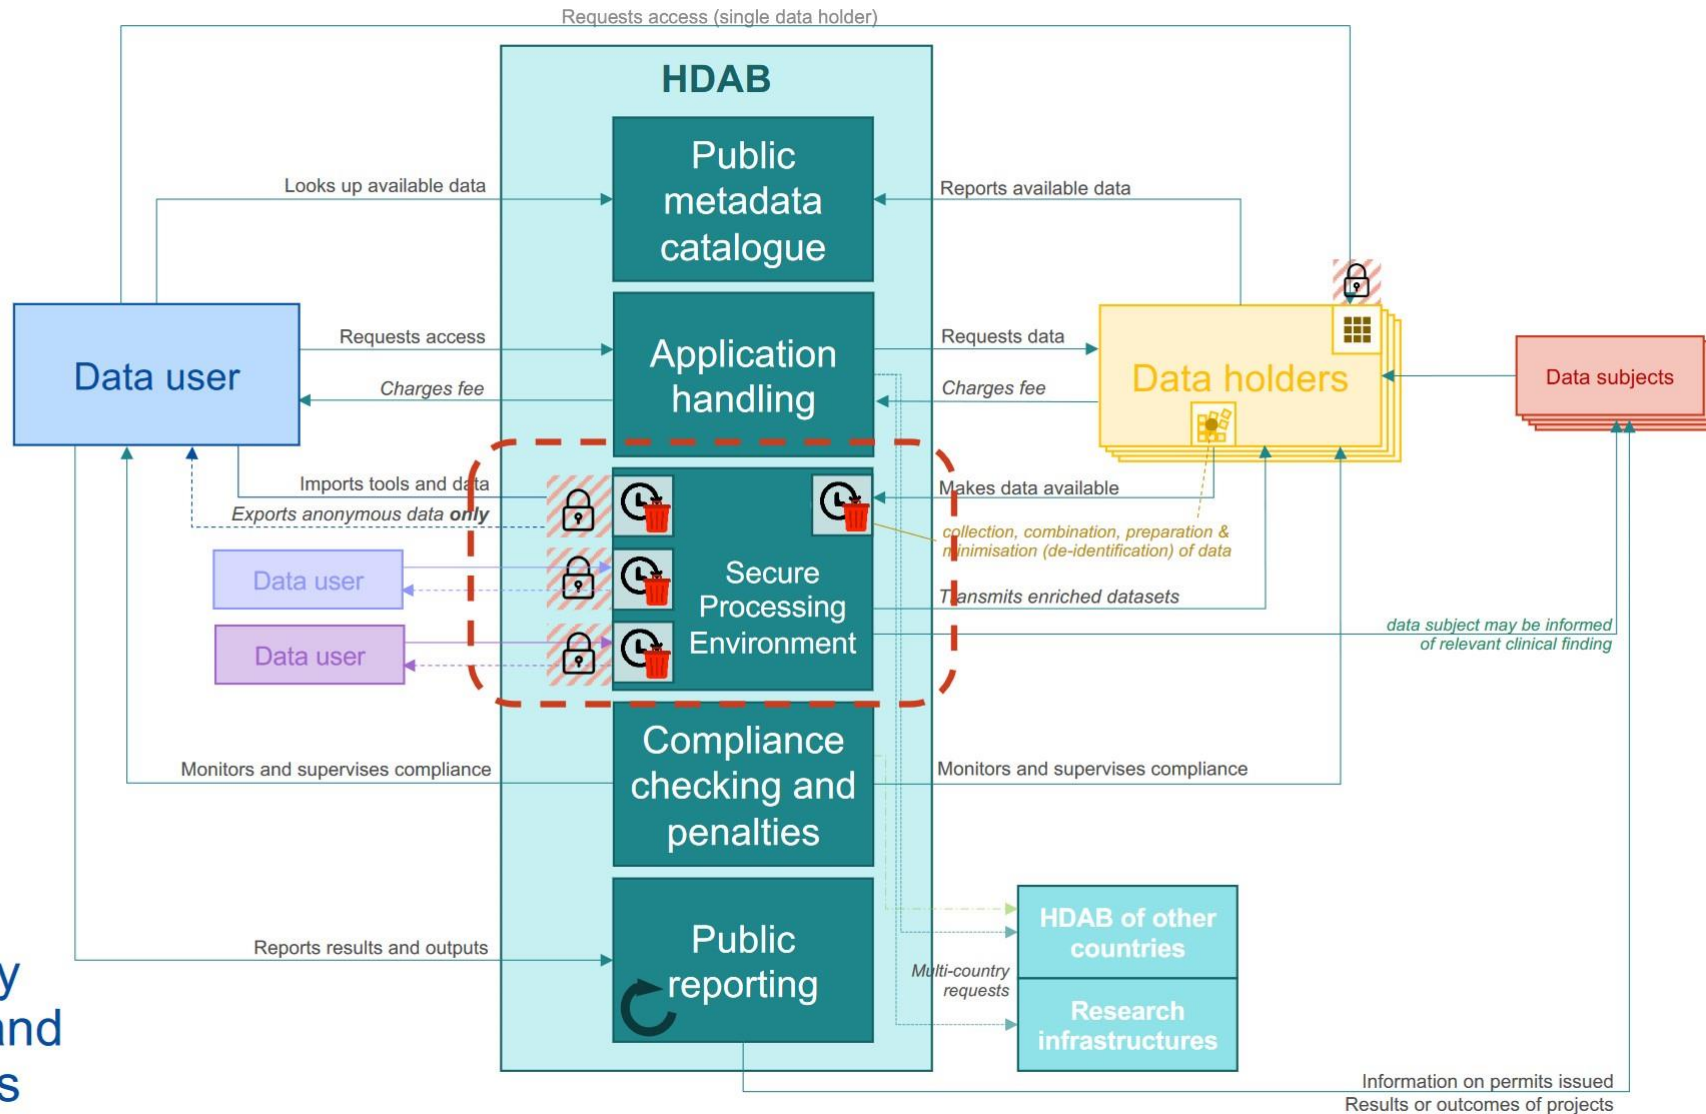 Requests access (single data holder)
HDAB
Public
metadata
catalogue
Looks up available data
Reports available data
Data user
Requests access
Charges fee
Application
handling
Requests data
Charges fee
Data holders
Data subjects
Imports tools and data
Exports anonymous data only
Makes data available
collection, combination, preparation &
minimisation (de-identification) of data
Data user
Secure
Processing
Environment
Transmits enriched datasets
Data user
data subject may be informed
of relevant clinical finding
Compliance
checking and
penalties
Monitors and supervises compliance
Monitors and supervises compliance
Public
reporting
Reports results and outputs
HDAB of other
countries
Multi-country
requests
Research
infrastructures
y
and
s
Information on permits issued
Results or outcomes of projects